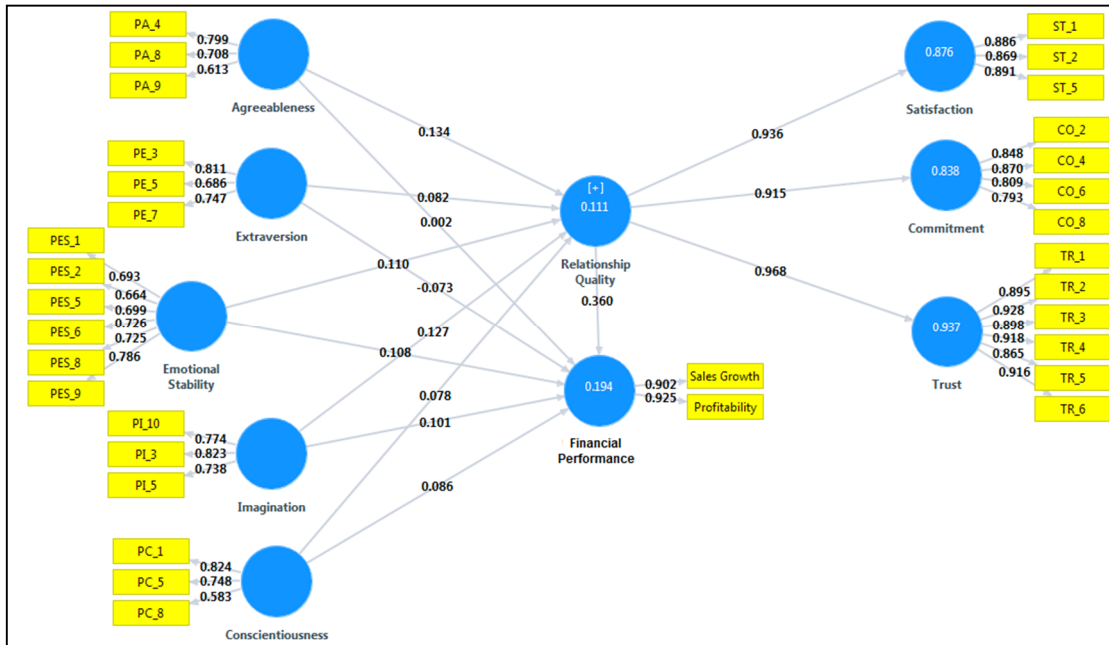 PA_4
PA_8
PA_9
0.799
0.708
0.613
Agreeableness
PE_3
PE_5
PE_7
0.811
0.686
0.747
Extraversion
PES_1
PES_2
PES_5
PES_6
PES_8
PES_9
0.693
0.664
0.699
0.726
0.725
0.786
Emotional
Stability
PI_10
PI_3
PI_5
0.774
0.823
0.738
Imagination
PC_1
PC_5
PC_8
0.824
0.748
0.583
Conscientiousness
0.134
0.082
0.002
0.110
-0.073
0.127
0.108
0.078
0.101
0.086
[+]
0.111
Relationship
Quality
0.360
0.194
Financial
Performance
0.902
0.925
Sales Growth
Profitability
0.936
0.915
0.968
0.876
Satisfaction
0.886
0.869
0.891
ST_1
ST_2
ST_5
0.838
Commitment
0.848
0.870
0.809
0.793
CO_2
CO_4
CO_6
CO_8
0.937
Trust
0.895
0.928
0.898
0.918
0.865
0.916
TR_1
TR_2
TR_3
TR_4
TR_5
TR_6